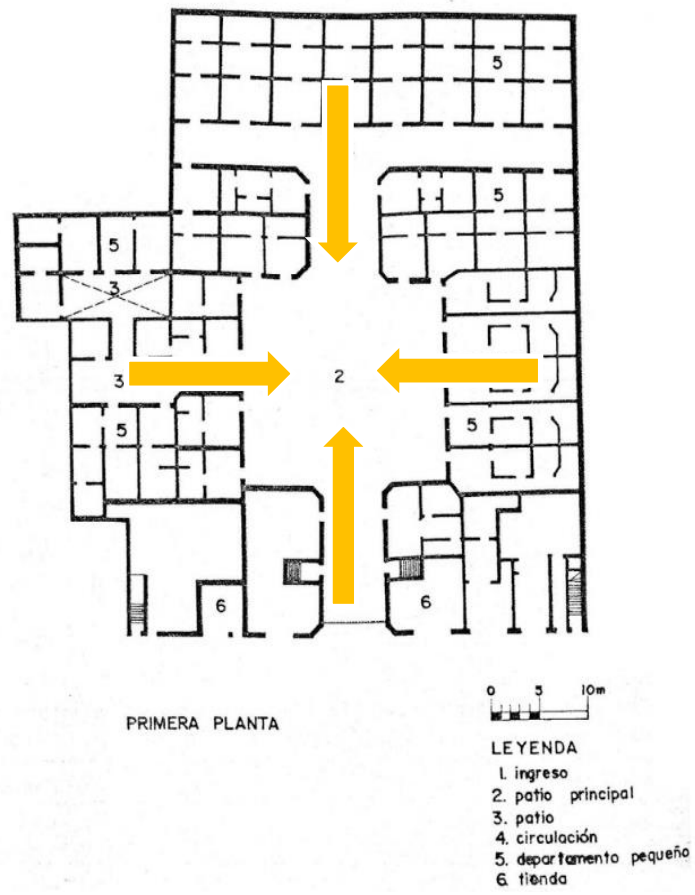 5
5
5
3
3
2
5
5
6
6
PRIMERA PLANTA
0 5 10m
LEYENDA
1. ingreso
2. patio principal
3. patio
4. circulación
5. departamento pequeño
6. tienda